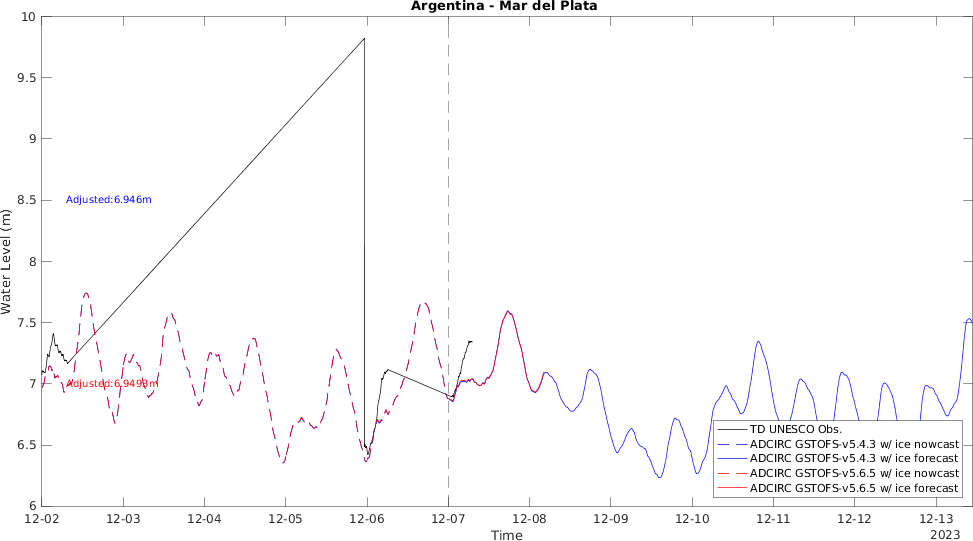 Argentina - Mar del Plata
10
9.5
9
8.5
8
7.5
7
6.5
6
Water Level (m)
Adjusted:6.946m
Adjusted:6.9493m
TD UNESCO Obs.
ADCIRC GSTOFS-v5.4.3 w/ ice nowcast
ADCIRC GSTOFS-v5.4.3 w/ ice forecast
ADCIRC GSTOFS-v5.6.5 w/ ice nowcast
ADCIRC GSTOFS-v5.6.5 w/ ice forecast
12-02 12-03 12-04 12-05 12-06 12-07 12-08 12-09 12-10 12-11 12-12 12-13
Time
2023